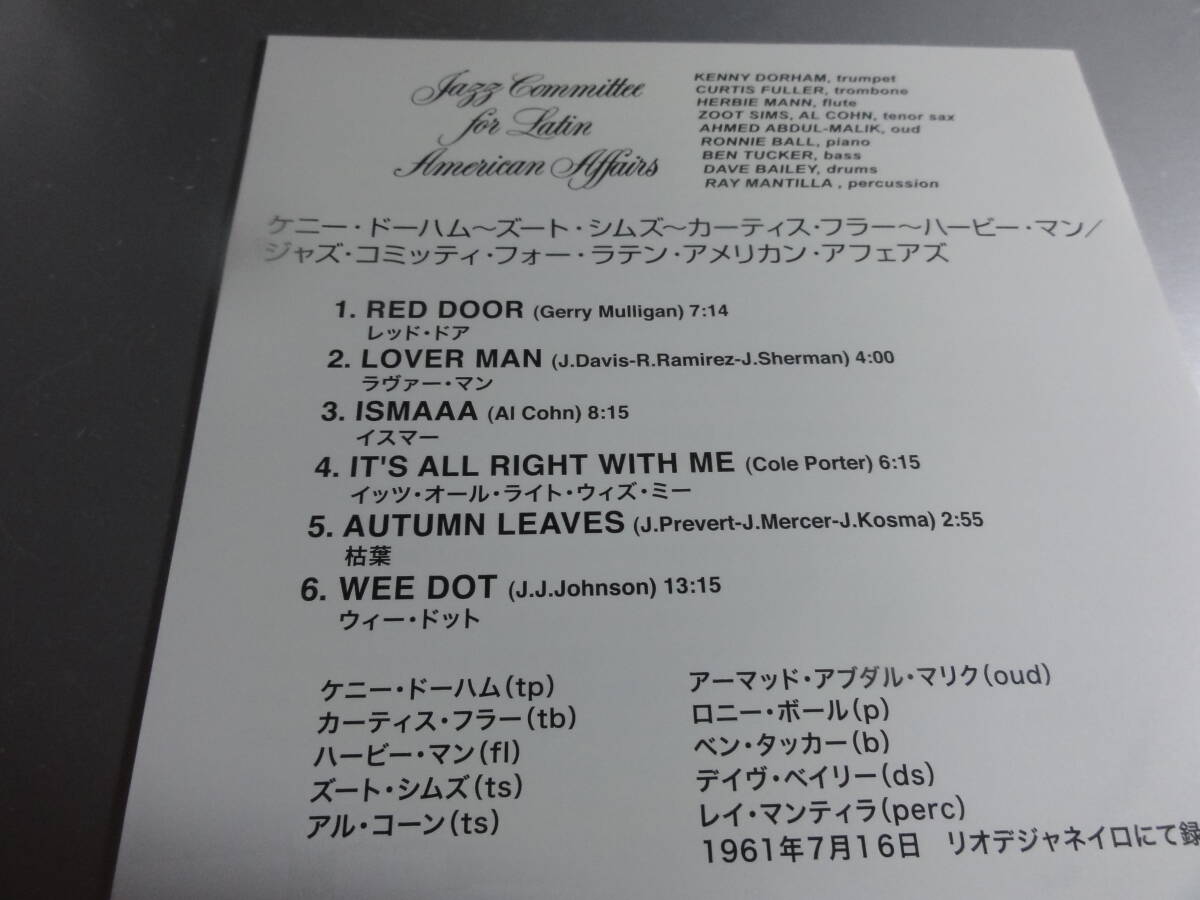 Jazz Committee
for Latin
American Affairs
KENNY DORHAM, trumpet
CURTIS FULLER, trombone
HERBIE MANN, flute
ZOOT SIMS, AL COHN, tenor sax
AHMED ABDUL-MALIK, oud
RONNIE BALL, piano
BEN TUCKER, bass
DAVE BAILEY, drums
RAY MANTILLA , percussion
ケニー・ドーハム〜ズート・シムズ〜カーティス・フラー〜ハービー・マン/
ジャズ・コミッティ・フォー・ラテン・アメリカン・アフェアズ
1. RED DOOR (Gerry Mulligan) 7:14
レッド・ドア
2. LOVER MAN (J.Davis-R.Ramirez-J.Sherman) 4:00
ラヴァー・マン
3. ISMAAA (Al Cohn) 8:15
イスマー
4. IT'S ALL RIGHT WITH ME (Cole Porter) 6:15
イッツ・オール・ライト・ウィズ・ミー
5. AUTUMN LEAVES (J.Prevert-J.Mercer-J.Kosma) 2:55
枯葉
6. WEE DOT (J.J.Johnson) 13:15
ウィー・ドット
ケニー・ドーハム(tp)
カーティス・フラー(tb)
ハービー・マン(fl)
ズート・シムズ(ts)
アル・コーン(ts)
アーマッド・アブダル・マリク(oud)
ロニー・ボール(p)
ベン・タッカー(b)
デイヴ・ベイリー(ds)
レイ・マンティラ(perc)
1961年7月16日 リオデジャネイロにて録